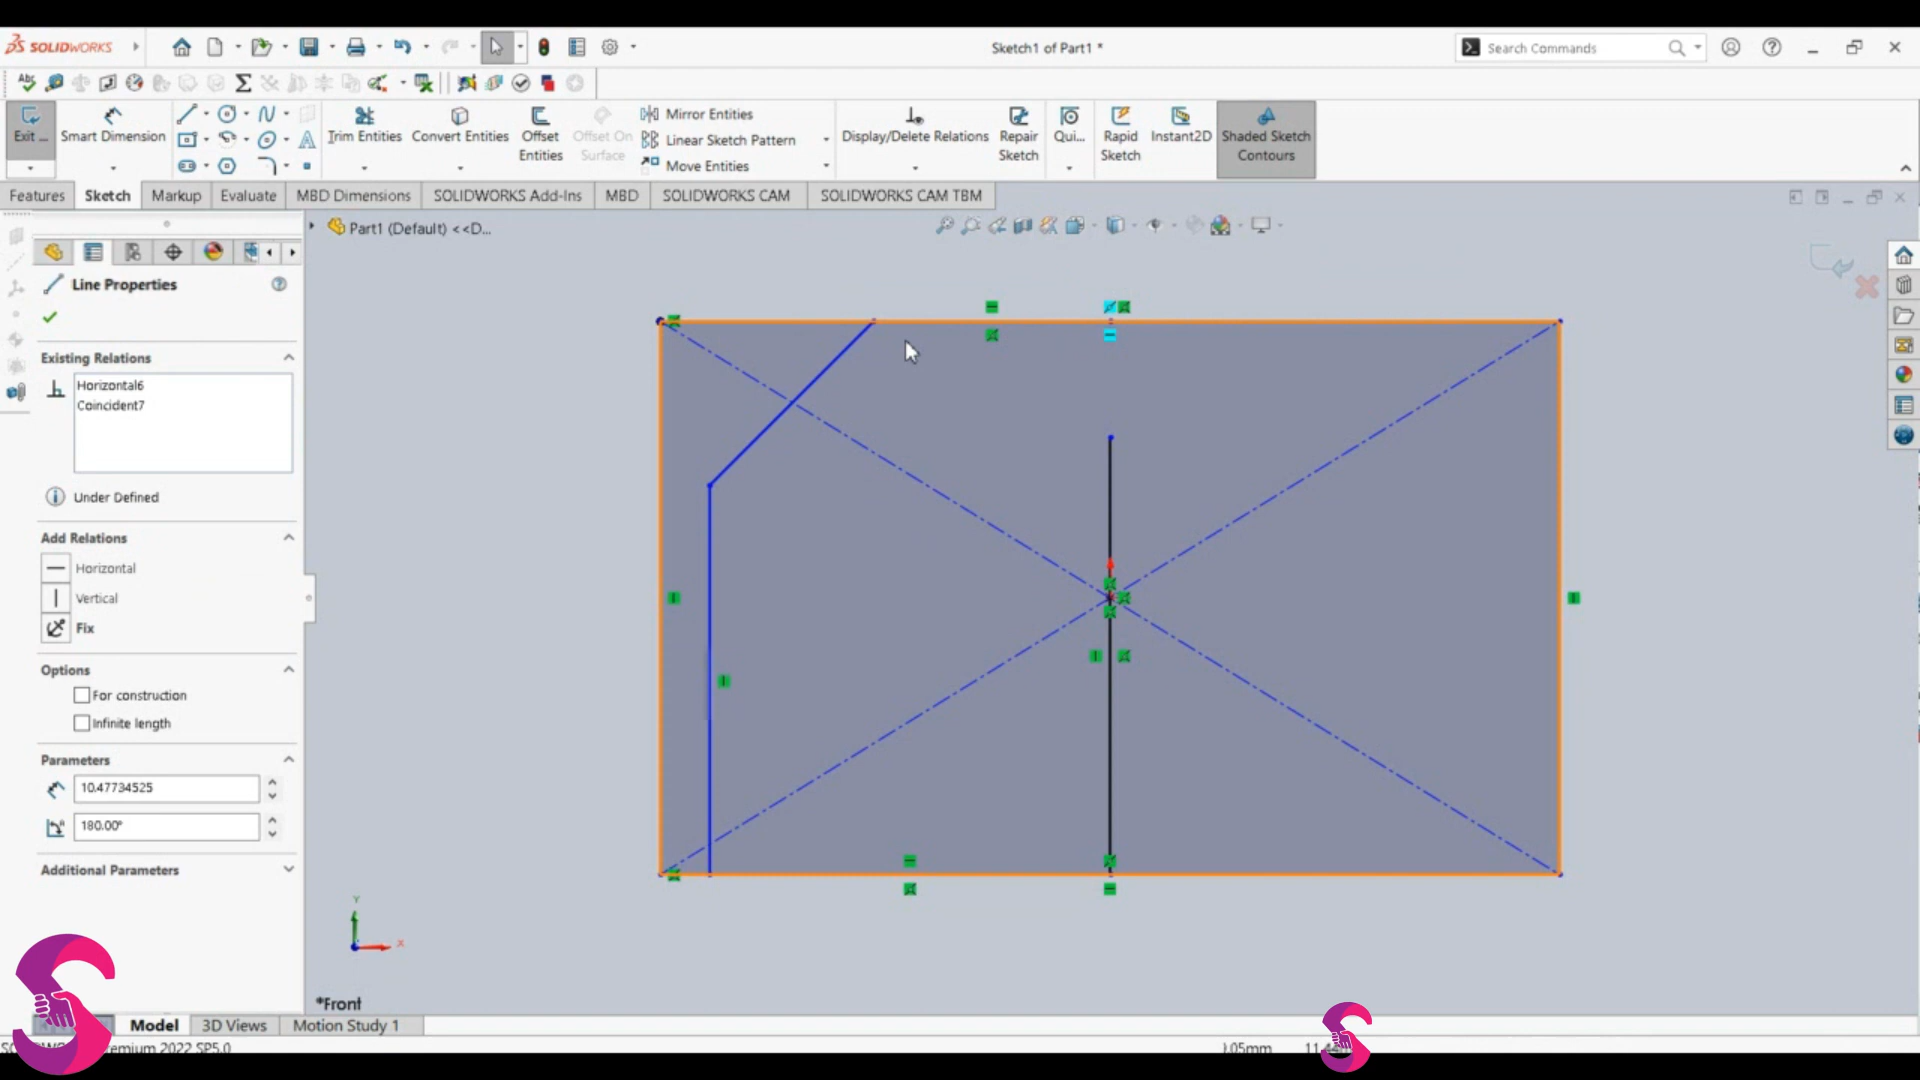 SOLIDWORKS
Sketch1 of Part1 *
Search Commands
Exit ...
Smart Dimension
Trim Entities
Convert Entities
Offset Entities
Offset On Surface
Mirror Entities
Linear Sketch Pattern
Move Entities
Display/Delete Relations
Repair Sketch
Qui...
Rapid Sketch
Instant2D
Shaded Sketch Contours
Features
Sketch
Markup
Evaluate
MBD Dimensions
SOLIDWORKS Add-Ins
MBD
SOLIDWORKS CAM
SOLIDWORKS CAM TBM
Part1 (Default) <<D...
Line Properties
Existing Relations
Horizontal6
Coincident7
Under Defined
Add Relations
Horizontal
Vertical
Fix
Options
For construction
Infinite length
Parameters
10.47734525
180.00°
Additional Parameters
Y
X
*Front
Model
3D Views
Motion Study 1
2022 SP5.0